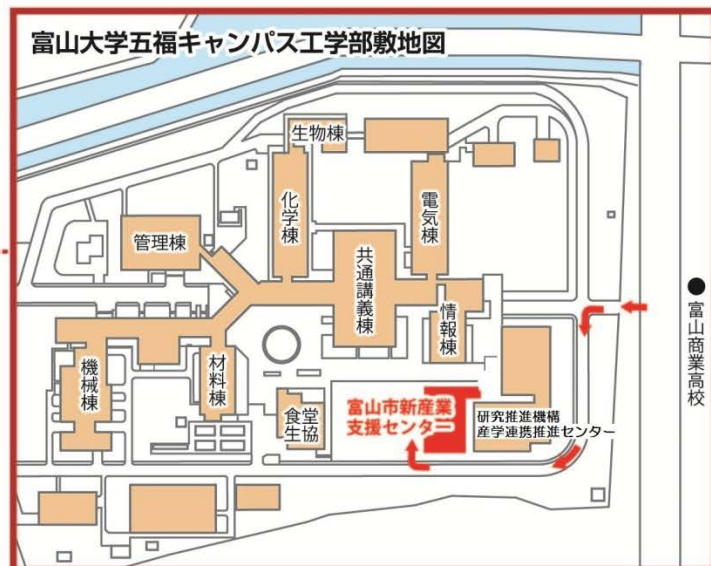 富山大学五福キャンパス工学部敷地図
生物棟
化学棟
電気棟
管理棟
共通講義棟
情報棟
富山商業高校
機械棟
材料棟
食堂
生協
富山市新産業
支援センター
研究推進機構
産学連携推進センター